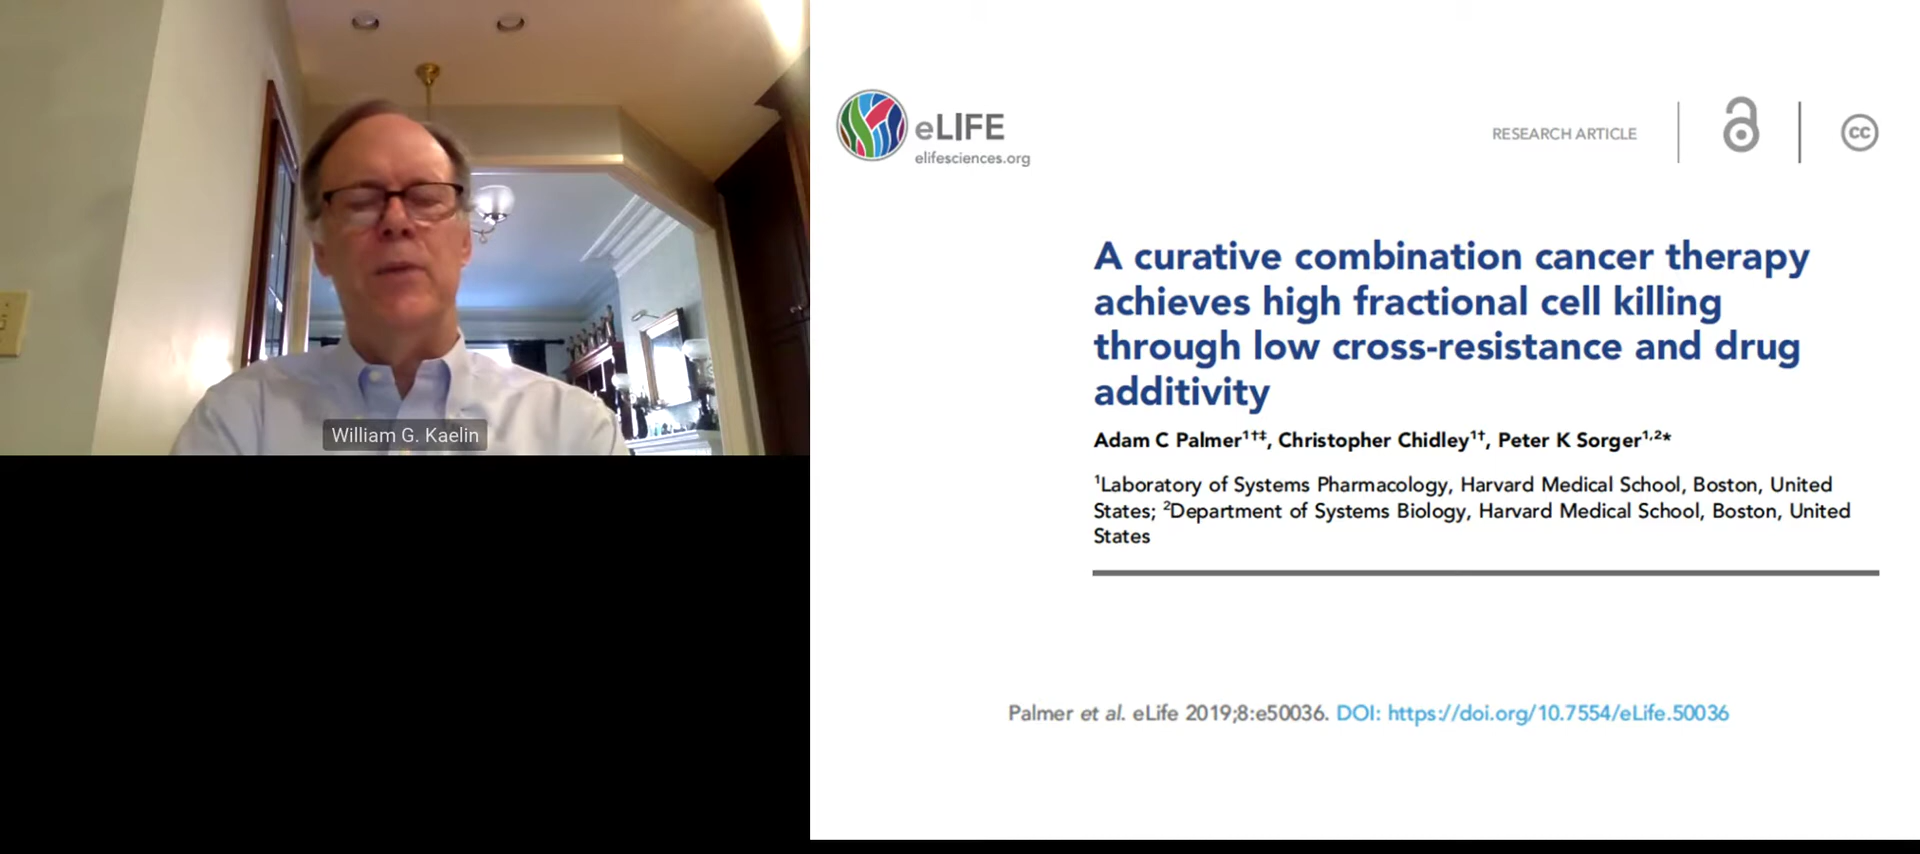 William G. Kaelin
eLIFE
elifesciences.org
RESEARCH ARTICLE
cc
A curative combination cancer therapy
achieves high fractional cell killing
through low cross-resistance and drug
additivity
Adam C Palmer¹†‡, Christopher Chidley¹†, Peter K Sorger¹,²*
¹Laboratory of Systems Pharmacology, Harvard Medical School, Boston, United
States; ²Department of Systems Biology, Harvard Medical School, Boston, United
States
Palmer et al. eLife 2019;8:e50036. DOI: https://doi.org/10.7554/eLife.50036